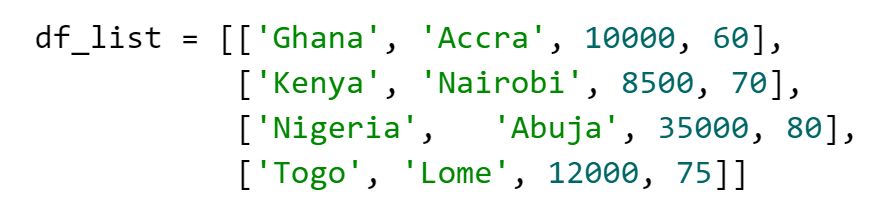 df_list = [['Ghana', 'Accra', 10000, 60],
['Kenya', 'Nairobi', 8500, 70],
['Nigeria',   'Abuja', 35000, 80],
['Togo', 'Lome', 12000, 75]]